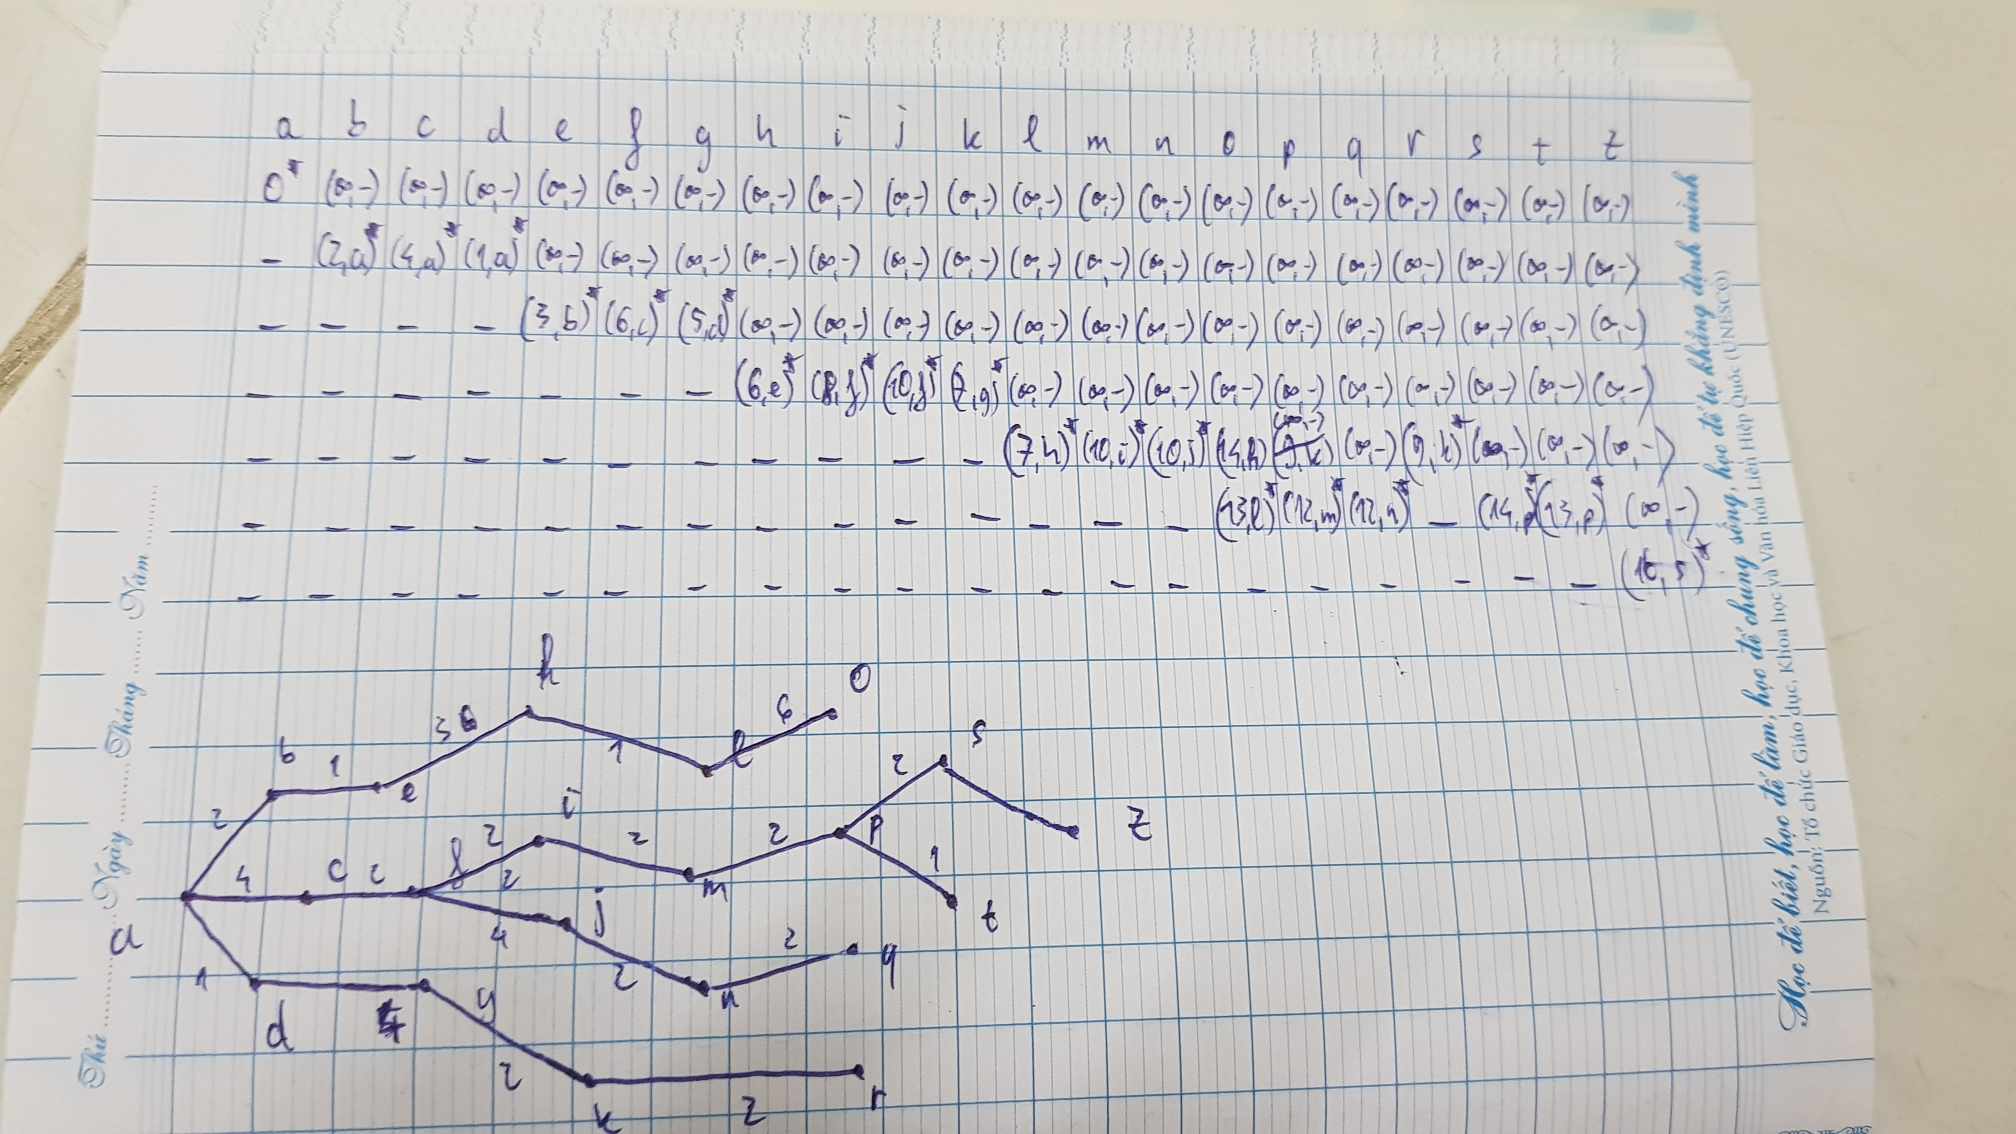 a b c d e f g h i j k l m n o p q r s t z
0* (∞,-) (∞,-) (∞,-) (∞,-) (∞,-) (∞,-) (∞,-) (∞,-) (∞,-) (∞,-) (∞,-) (∞,-) (∞,-) (∞,-) (∞,-) (∞,-) (∞,-) (∞,-) (∞,-) (∞,-)
- (2,a)* (4,a)* (1,a)* (∞,-) (∞,-) (∞,-) (∞,-) (∞,-) (∞,-) (∞,-) (∞,-) (∞,-) (∞,-) (∞,-) (∞,-) (∞,-) (∞,-) (∞,-) (∞,-) (∞,-)
- - - - (3,b)* (6,c)* (5,d)* (∞,-) (∞,-) (∞,-) (∞,-) (∞,-) (∞,-) (∞,-) (∞,-) (∞,-) (∞,-) (∞,-) (∞,-) (∞,-) (∞,-)
- - - - - - - (6,e)* (8,f)* (10,f)* (7,g)* (∞,-) (∞,-) (∞,-) (∞,-) (∞,-) (∞,-) (∞,-) (∞,-) (∞,-) (∞,-)
(∞,-)
- - - - - - - - - - - (7,h)* (10,i)* (10,j)* (14,h) (9,k) (∞,-) (9,k)* (∞,-) (∞,-) (∞,-)
- - - - - - - - - - - - - - (13,l)* (12,m)* (12,n)* - (14,p)* (13,p)* (∞,-)
- - - - - - - - - - - - - - - - - - - - (16,s)*
h
o
3
6
s
b 1
1
l
2
e
i
2
z
2
2
2
p
4
c
2
f
2
m
1
j
t
a
4
2
q
1
2
n
g
d
4
2
k
2
r
Thứ ........ Ngày ........ Tháng ........ Năm ........
Học để biết, học để làm, học để chung sống, học để tự khẳng định mình
Nguồn: Tổ chức Giáo dục, Khoa học và Văn hóa Liên Hiệp Quốc (UNESCO)